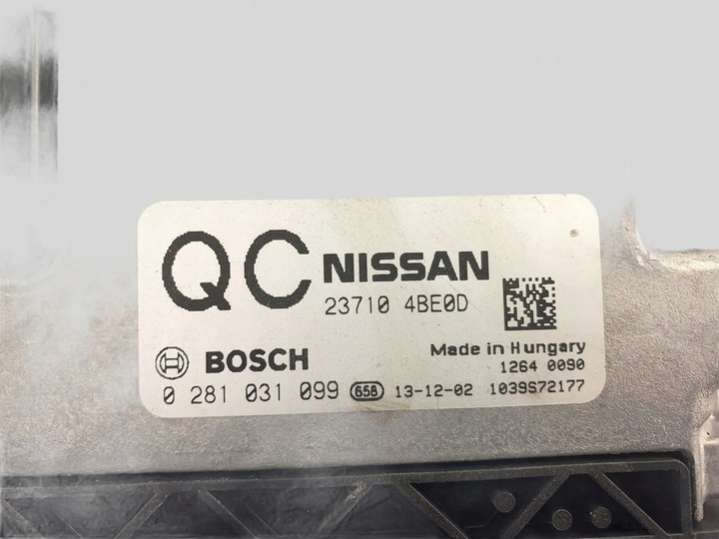 QC NISSAN
23710 4BE0D
Made in Hungary
BOSCH
1264 0090
0 281 031 099 658 13-12-02 1039S72177